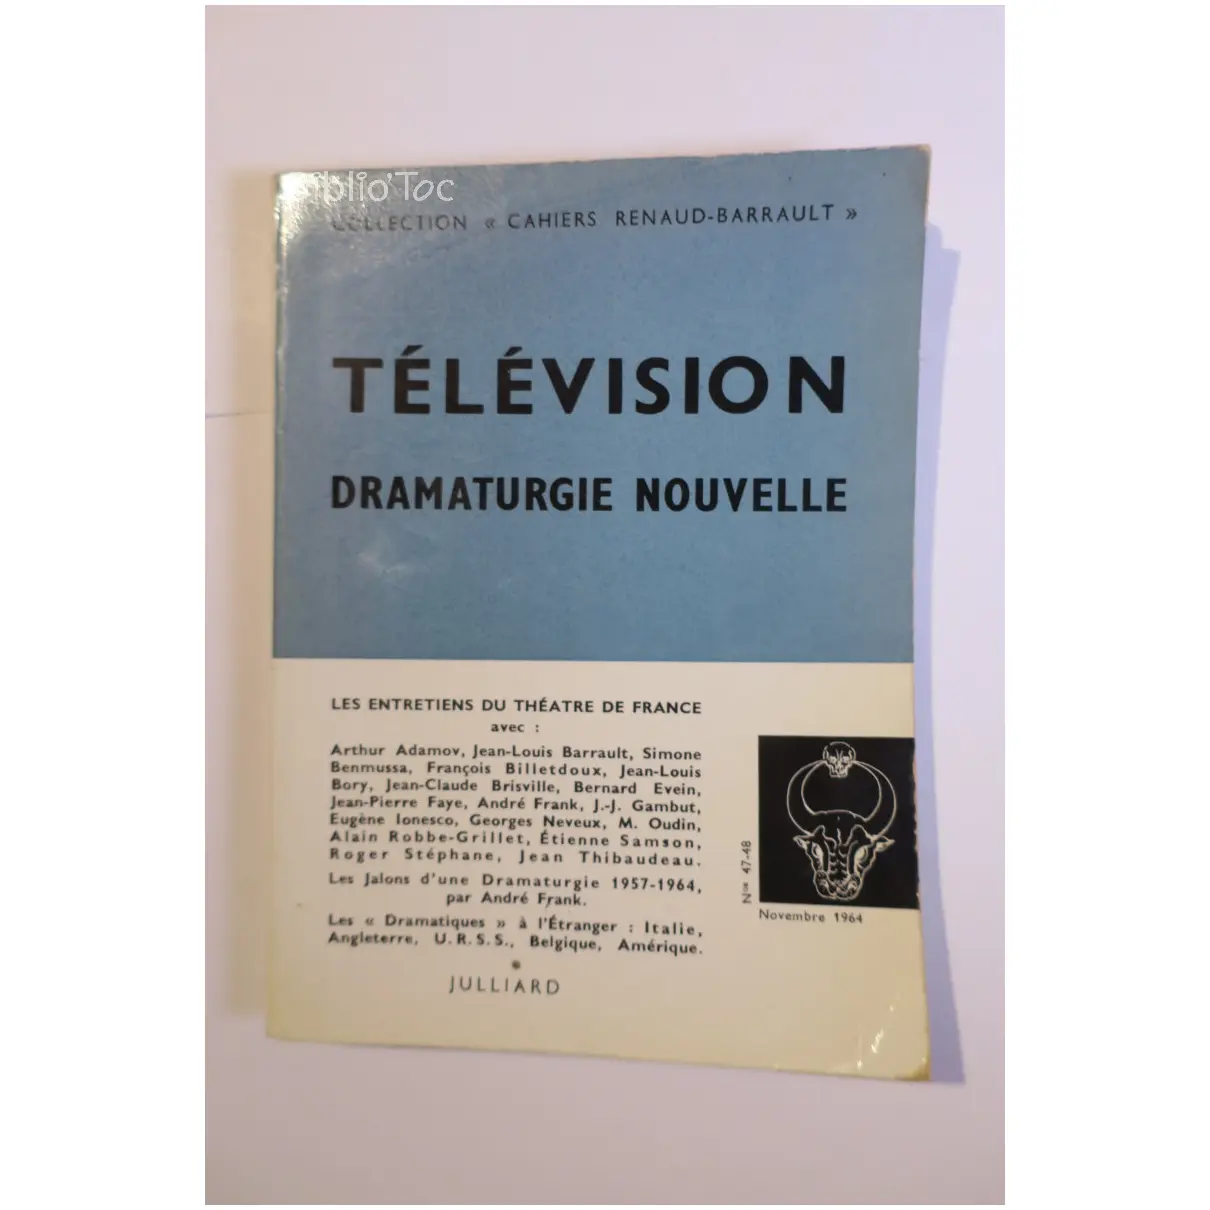 Biblio'Toc
COLLECTION « CAHIERS RENAUD-BARRAULT »
TÉLÉVISION
DRAMATURGIE NOUVELLE
LES ENTRETIENS DU THÉATRE DE FRANCE
avec :
Arthur Adamov, Jean-Louis Barrault, Simone
Benmussa, François Billetdoux, Jean-Louis
Bory, Jean-Claude Brisville, Bernard Evein,
Jean-Pierre Faye, André Frank, J.-J. Gambut,
Eugène Ionesco, Georges Neveux, M. Oudin,
Alain Robbe-Grillet, Étienne Samson,
Roger Stéphane, Jean Thibaudeau.
Les Jalons d'une Dramaturgie 1957-1964,
par André Frank.
Les « Dramatiques » à l'Étranger : Italie,
Angleterre, U.R.S.S., Belgique, Amérique.
JULLIARD
Nos 47-48
Novembre 1964